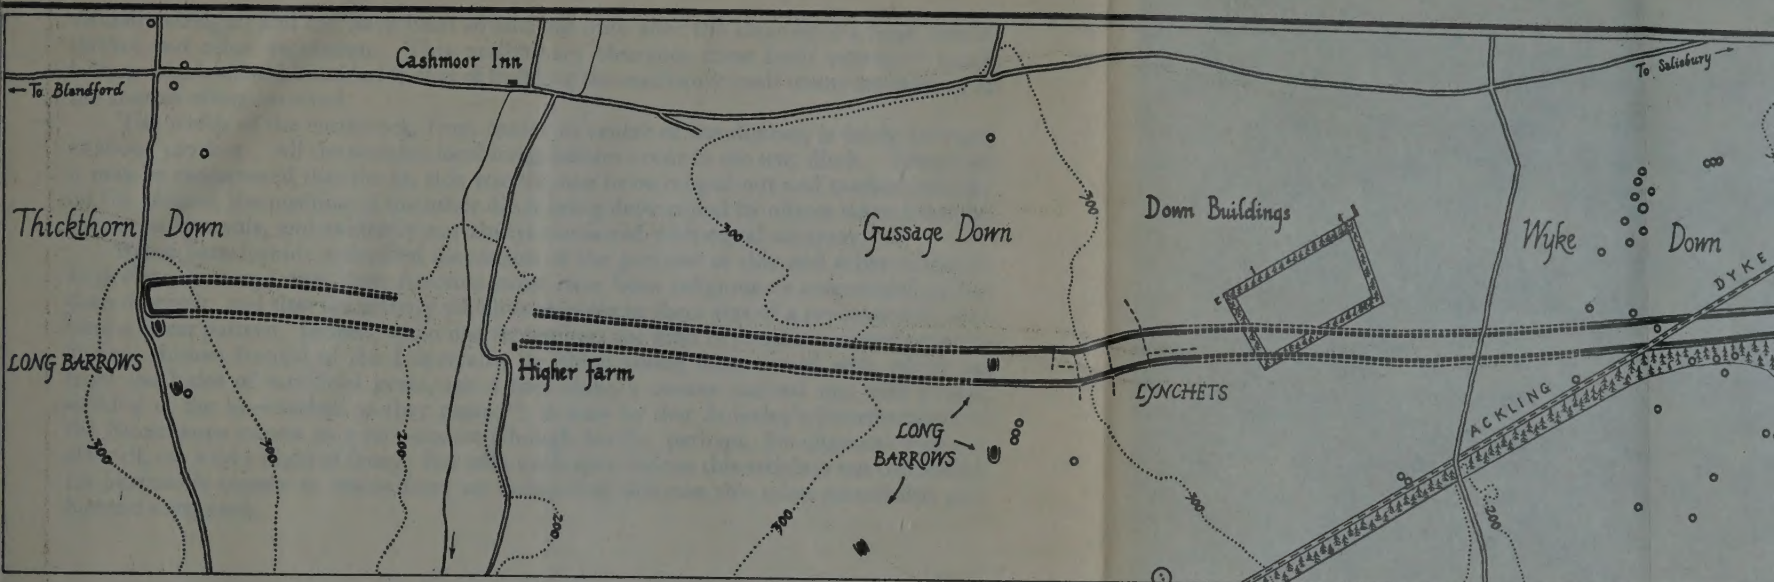 Cashmoor Inn
← To Blandford
To Salisbury →
Thickthorn Down
Gussage Down
Down Buildings
Wyke Down
300
300
DYKE
LONG BARROWS
Higher Farm
LYNCHETS
ACKLING
LONG
BARROWS
300
300
200
300
300
200
200